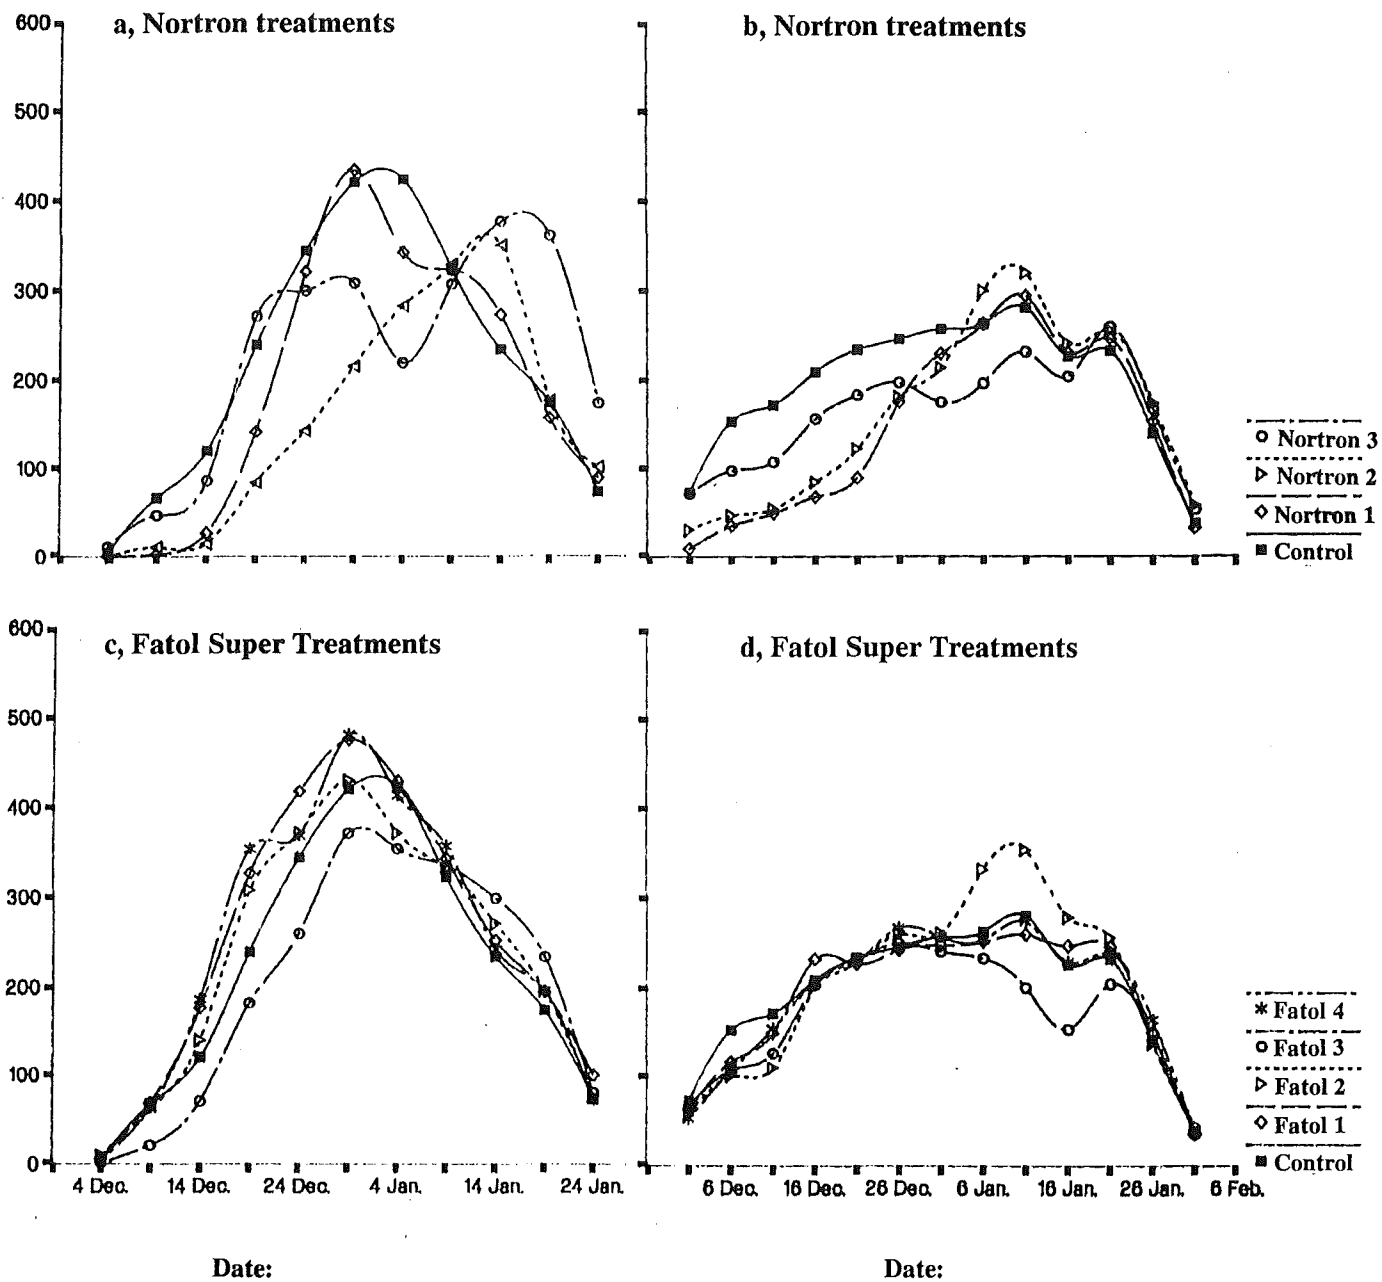 a, Nortron treatments
600
500
400
300
200
100
0
b, Nortron treatments
Nortron 3
Nortron 2
Nortron 1
Control
c, Fatol Super Treatments
600
500
400
300
200
100
0
4 Dec. 14 Dec. 24 Dec. 4 Jan. 14 Jan. 24 Jan.
Date:
d, Fatol Super Treatments
Fatol 4
Fatol 3
Fatol 2
Fatol 1
Control
6 Dec. 16 Dec. 26 Dec. 6 Jan. 16 Jan. 26 Jan. 6 Feb.
Date: